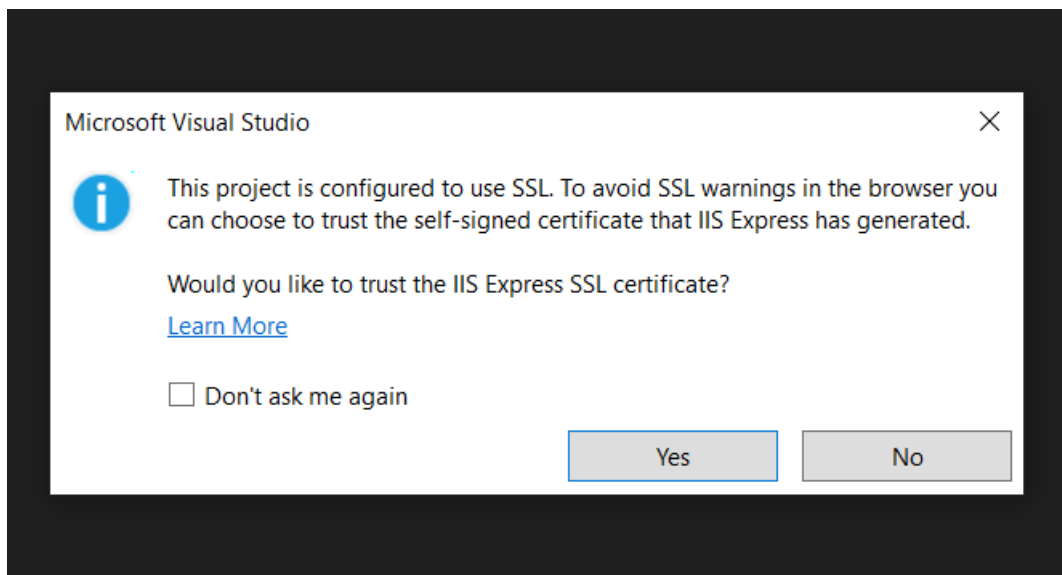 Microsoft Visual Studio
This project is configured to use SSL. To avoid SSL warnings in the browser you
can choose to trust the self-signed certificate that IIS Express has generated.
Would you like to trust the IIS Express SSL certificate?
Learn More
Don't ask me again
Yes
No